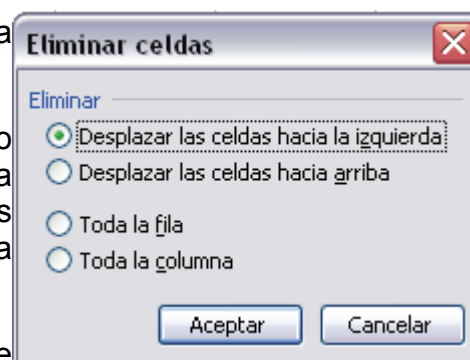 a
Eliminar celdas
Eliminar
o
Desplazar las celdas hacia la izquierda
a
Desplazar las celdas hacia arriba
s
Toda la fila
a
Toda la columna
Aceptar Cancelar
e